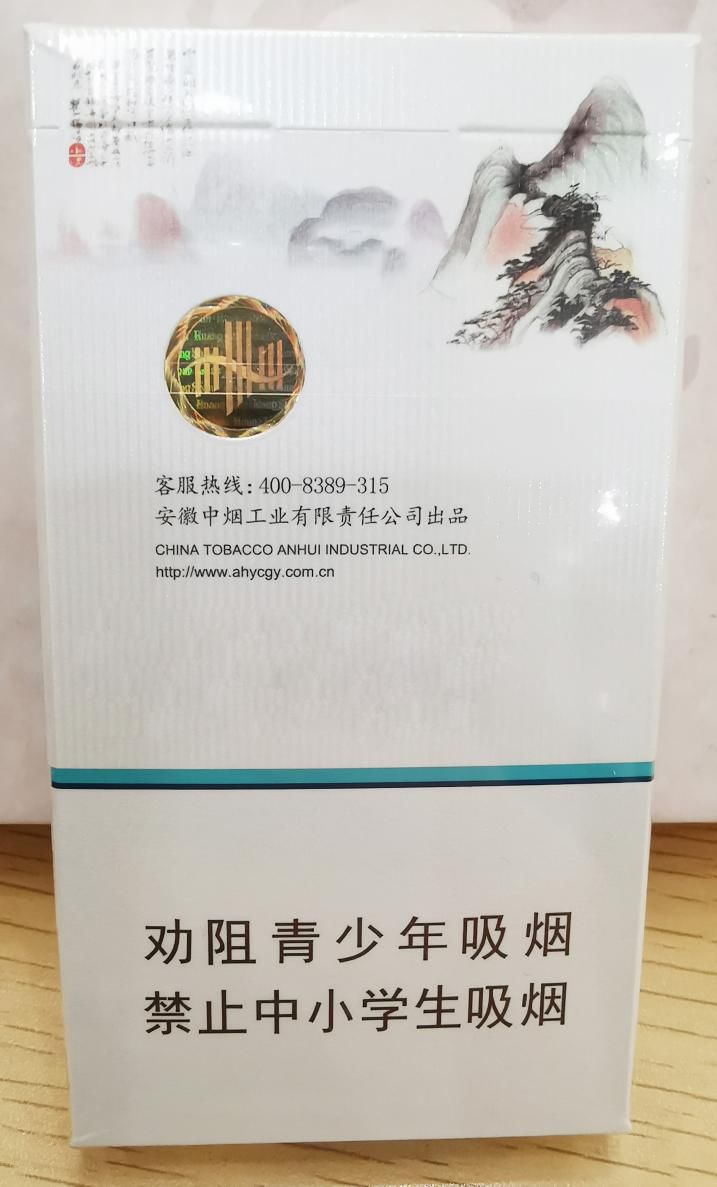 客服热线：400-8389-315
安徽中烟工业有限责任公司出品
CHINA TOBACCO ANHUI INDUSTRIAL CO.,LTD.
http://www.ahycgy.com.cn
劝阻青少年吸烟
禁止中小学生吸烟